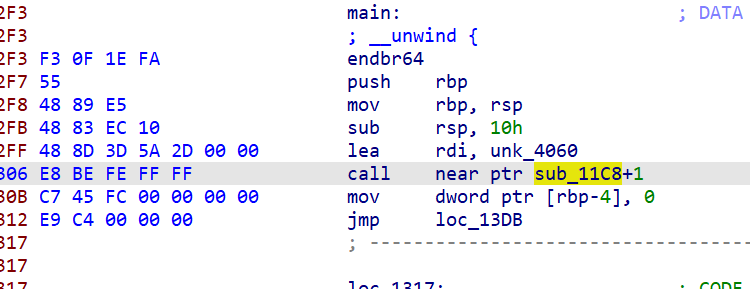 2F3 main: ; DATA
2F3 ; __unwind {
2F3 F3 0F 1E FA endbr64
2F7 55 push rbp
2F8 48 89 E5 mov rbp, rsp
2FB 48 83 EC 10 sub rsp, 10h
2FF 48 8D 3D 5A 2D 00 00 lea rdi, unk_4060
306 E8 BE FE FF FF call near ptr sub_11C8+1
30B C7 45 FC 00 00 00 00 mov dword ptr [rbp-4], 0
312 E9 C4 00 00 00 jmp loc_13DB
317 ; ---------------------------------------
317
317 loc_1317: ; CODE